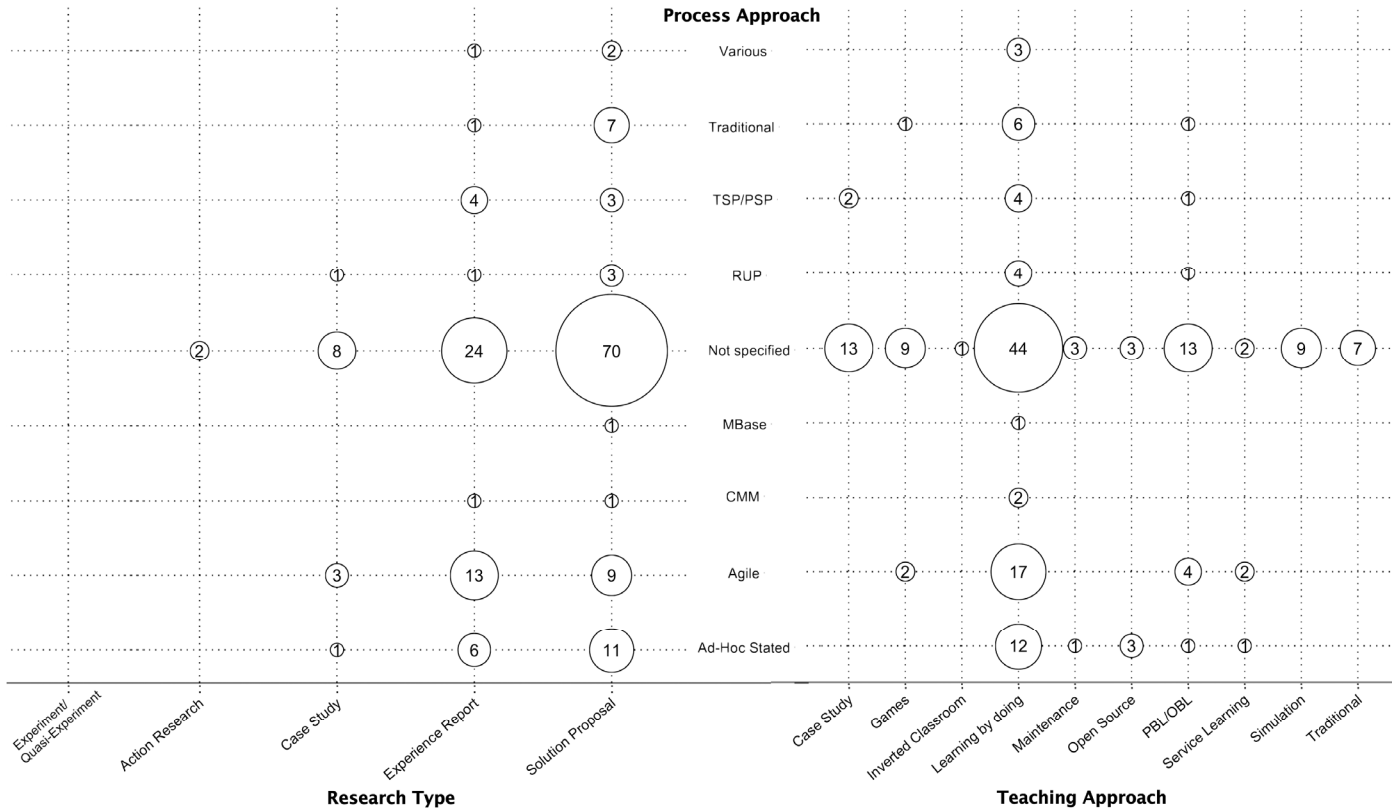 Process Approach
1 2 Various 3
1 7 Traditional 1 6 1
4 3 TSP/PSP 2 4 1
1 1 3 RUP 4 1
2 8 24 70 Not specified 13 9 1 44 3 3 13 2 9 7
1 MBase 1
1 1 CMM 2
3 13 9 Agile 2 17 4 2
1 6 11 Ad-Hoc Stated 12 1 3 1 1
Experiment/
Quasi-Experiment
Action Research
Case Study
Experience Report
Solution Proposal
Case Study
Games
Inverted Classroom
Learning by doing
Maintenance
Open Source
PBL/OBL
Service Learning
Simulation
Traditional
Research Type
Teaching Approach